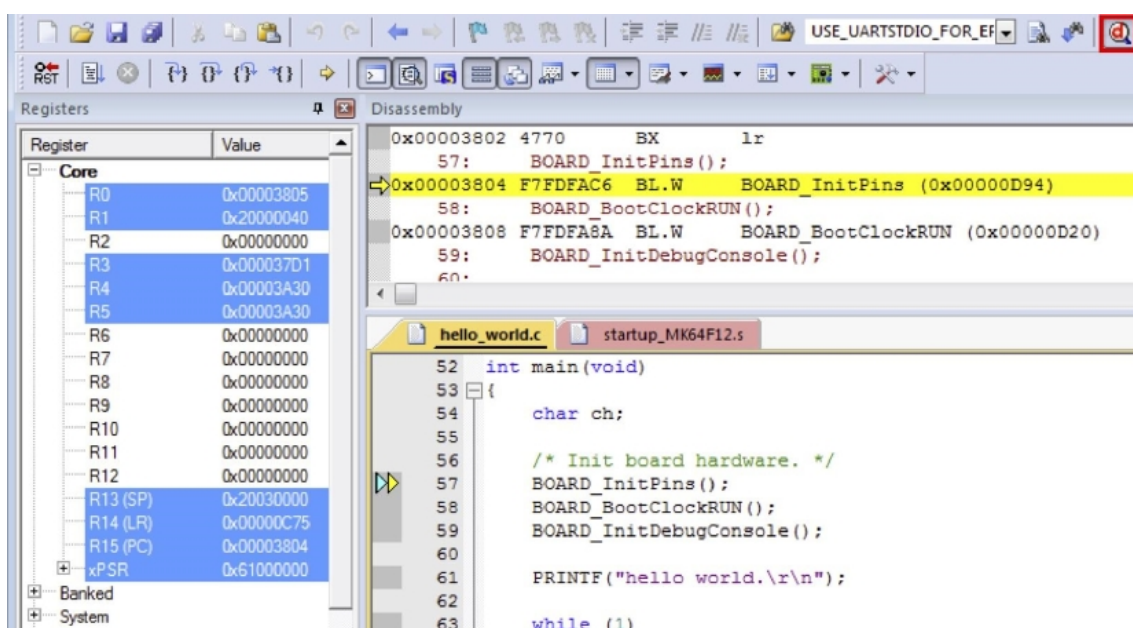 USE_UARTSTDIO_FOR_EF
RST
Registers
Register Value
Core
R0 0x00003805
R1 0x20000040
R2 0x00000000
R3 0x000037D1
R4 0x00003A30
R5 0x00003A30
R6 0x00000000
R7 0x00000000
R8 0x00000000
R9 0x00000000
R10 0x00000000
R11 0x00000000
R12 0x00000000
R13 (SP) 0x20030000
R14 (LR) 0x00000C75
R15 (PC) 0x00003804
xPSR 0x61000000
Banked
System
Disassembly
0x00003802 4770 BX lr
57: BOARD_InitPins();
0x00003804 F7FDFAC6 BL.W BOARD_InitPins (0x00000D94)
58: BOARD_BootClockRUN();
0x00003808 F7FDFA8A BL.W BOARD_BootClockRUN (0x00000D20)
59: BOARD_InitDebugConsole();
60:
hello_world.c startup_MK64F12.s
52 int main(void)
53 {
54 char ch;
55
56 /* Init board hardware. */
57 BOARD_InitPins();
58 BOARD_BootClockRUN();
59 BOARD_InitDebugConsole();
60
61 PRINTF("hello world.\r\n");
62
63 while (1)